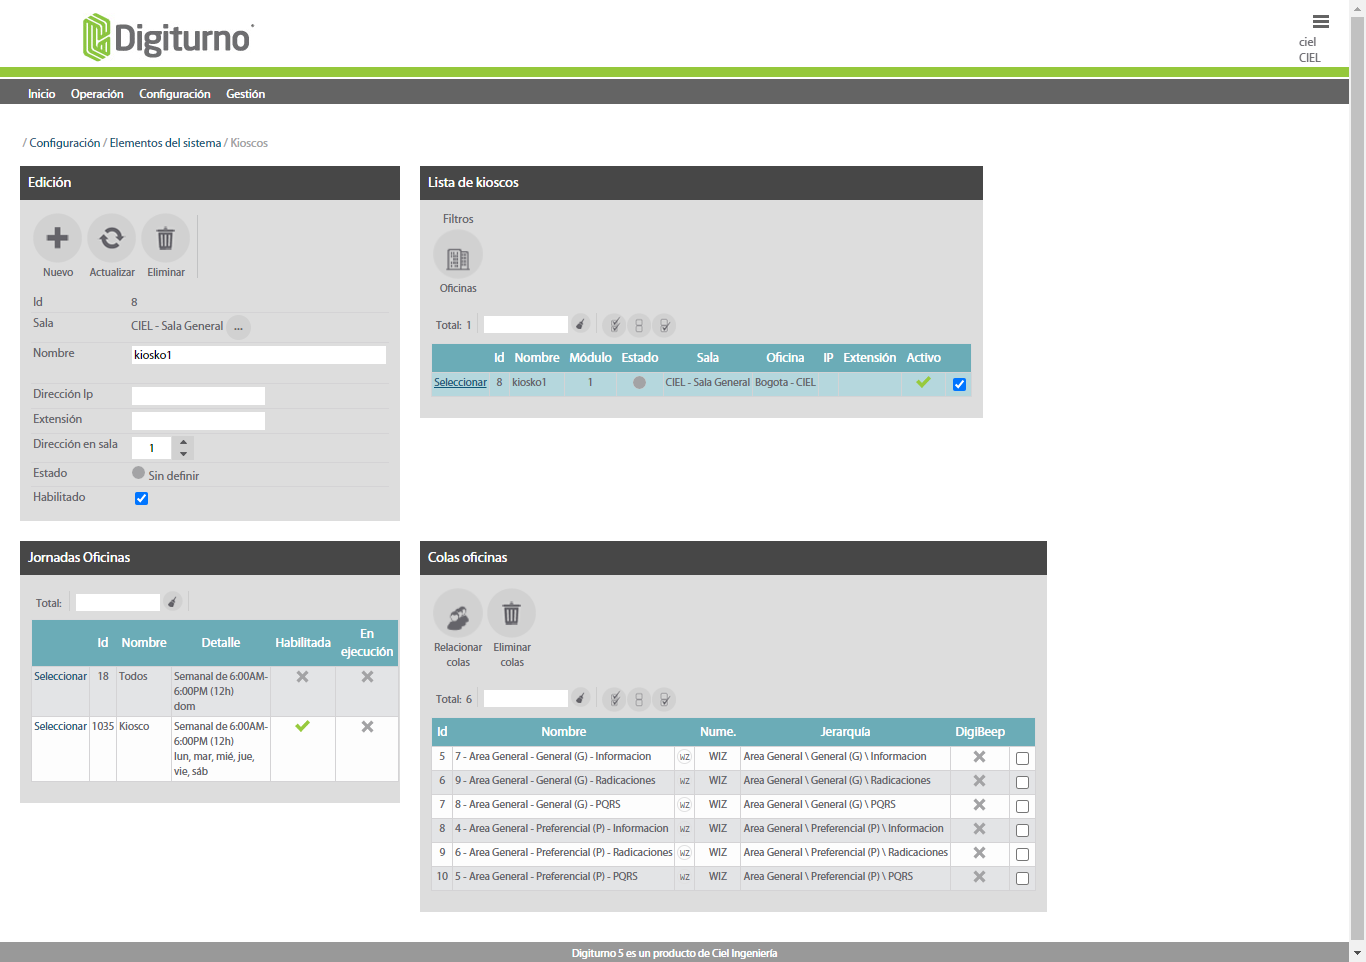 Digiturno
ciel
CIEL
Inicio Operación Configuración Gestión
/ Configuración / Elementos del sistema / Kioscos
Edición
Nuevo Actualizar Eliminar
Id 8
Sala CIEL - Sala General ...
Nombre kiosko1
Dirección Ip
Extensión
Dirección en sala 1
Estado Sin definir
Habilitado
Lista de kioscos
Filtros
Oficinas
Total: 1
Id Nombre Módulo Estado Sala Oficina IP Extensión Activo
Seleccionar 8 kiosko1 1 CIEL - Sala General Bogota - CIEL
Jornadas Oficinas
Total:
Id Nombre Detalle Habilitada En
ejecución
Seleccionar 18 Todos Semanal de 6:00AM-
6:00PM (12h)
dom
Seleccionar 1035 Kiosco Semanal de 6:00AM-
6:00PM (12h)
lun, mar, mié, jue,
vie, sáb
Colas oficinas
Relacionar
colas
Eliminar
colas
Total: 6
Id Nombre Nume. Jerarquía DigiBeep
5 7 - Area General - General (G) - Informacion WZ WIZ Area General \ General (G) \ Informacion
6 9 - Area General - General (G) - Radicaciones WZ WIZ Area General \ General (G) \ Radicaciones
7 8 - Area General - General (G) - PQRS WZ WIZ Area General \ General (G) \ PQRS
8 4 - Area General - Preferencial (P) - Informacion WZ WIZ Area General \ Preferencial (P) \ Informacion
9 6 - Area General - Preferencial (P) - Radicaciones WZ WIZ Area General \ Preferencial (P) \ Radicaciones
10 5 - Area General - Preferencial (P) - PQRS WZ WIZ Area General \ Preferencial (P) \ PQRS
Digiturno 5 es un producto de Ciel Ingeniería